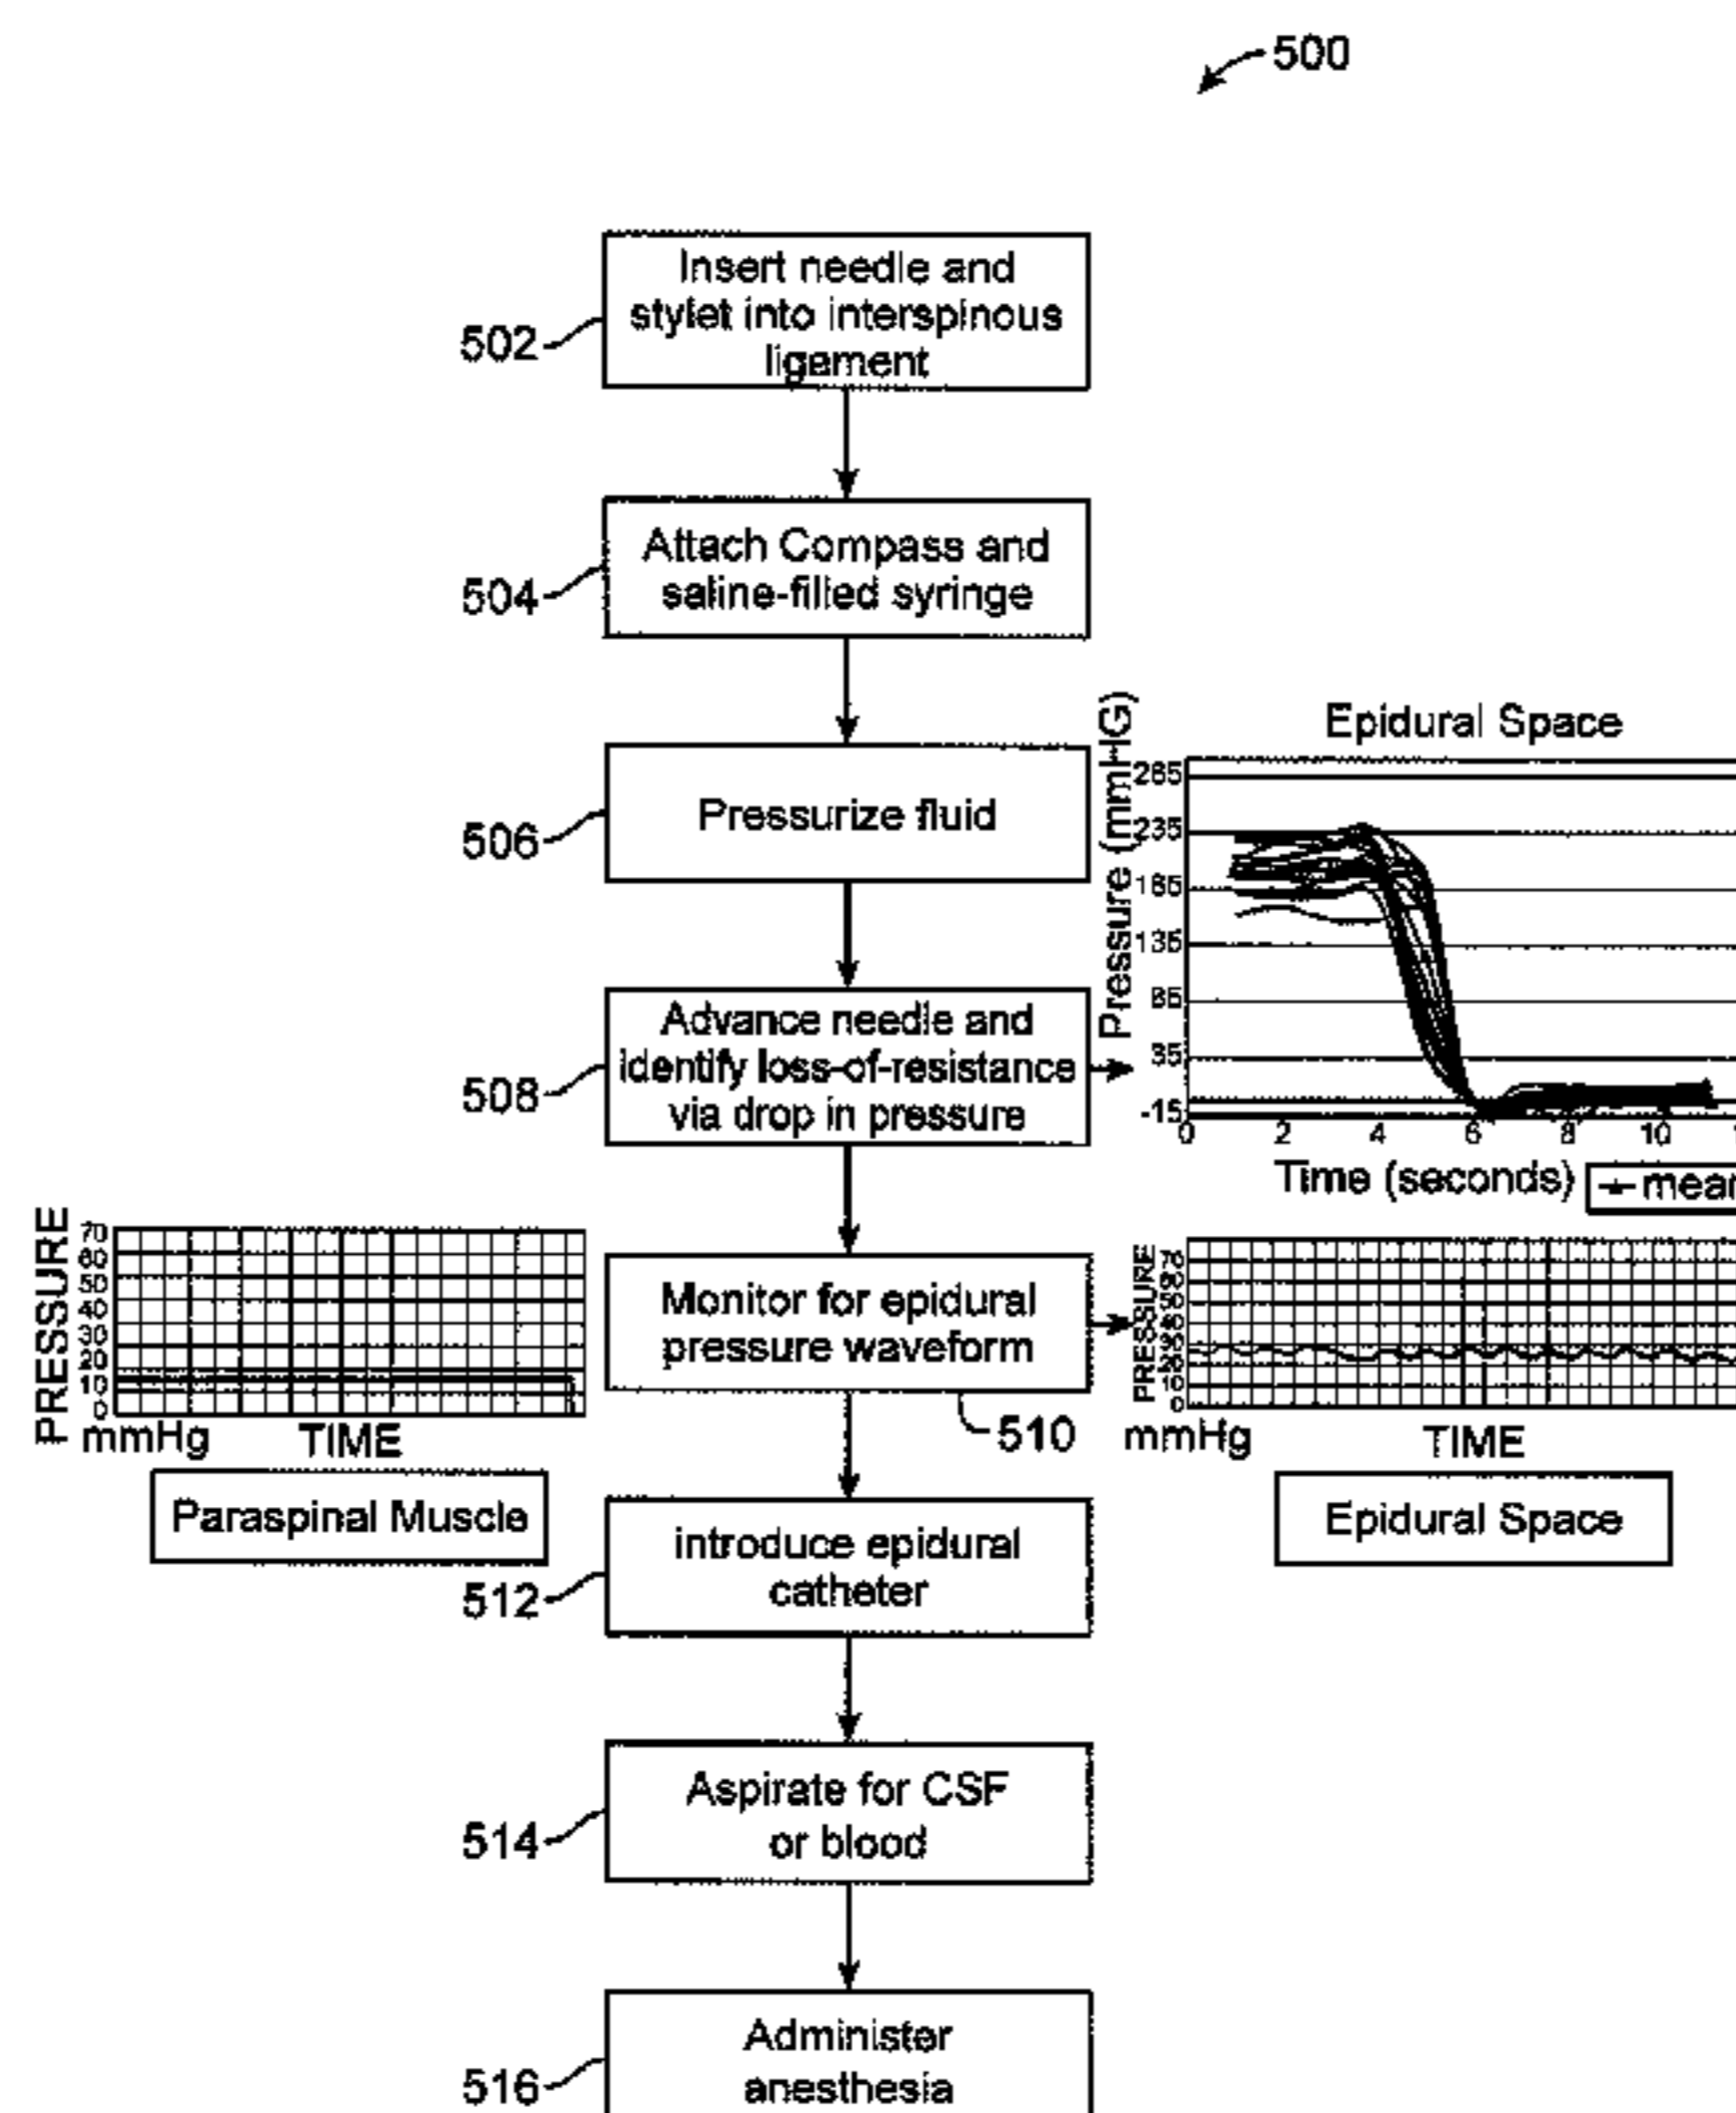 500
Insert needle and
stylet into interspinous
ligament
502
Attach Compass and
saline-filled syringe
504
Pressurize fluid
506
Advance needle and
identify loss-of-resistance
via drop in pressure
508
Epidural Space
Pressure (mmHG)
285
235
185
135
85
35
-15
0 2 4 6 8 10
Time (seconds)
PRESSURE
70
60
50
40
30
20
10
0
mmHg
TIME
Paraspinal Muscle
Monitor for epidural
pressure waveform
510
PRESSURE
70
60
50
40
30
20
10
0
mmHg
TIME
Epidural Space
introduce epidural
catheter
512
Aspirate for CSF
or blood
514
Administer
anesthesia
516